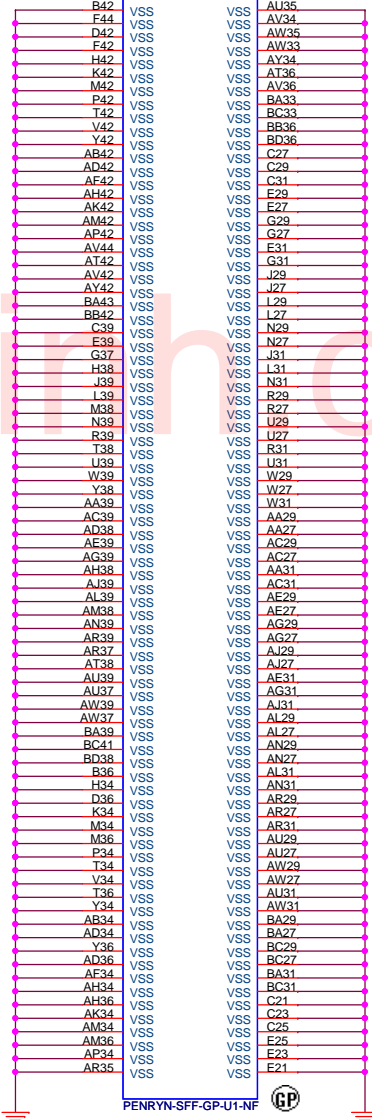 B42 VSS VSS AU35
F44 VSS VSS AV34
D42 VSS VSS AW35
F42 VSS VSS AW33
H42 VSS VSS AY34
K42 VSS VSS AT36
M42 VSS VSS AV36
P42 VSS VSS BA33
T42 VSS VSS BC33
V42 VSS VSS BB36
Y42 VSS VSS BD36
AB42 VSS VSS C27
AD42 VSS VSS C29
AF42 VSS VSS C31
AH42 VSS VSS E29
AK42 VSS VSS E27
AM42 VSS VSS G29
AP42 VSS VSS G27
AV44 VSS VSS E31
AT42 VSS VSS G31
AV42 VSS VSS J29
AY42 VSS VSS J27
BA43 VSS VSS L29
BB42 VSS VSS L27
C39 VSS VSS N29
E39 VSS VSS N27
G37 VSS VSS J31
H38 VSS VSS L31
J39 VSS VSS N31
L39 VSS VSS R29
M38 VSS VSS R27
N39 VSS VSS U29
R39 VSS VSS U27
T38 VSS VSS R31
U39 VSS VSS U31
W39 VSS VSS W29
Y38 VSS VSS W27
AA39 VSS VSS W31
AC39 VSS VSS AA29
AD38 VSS VSS AA27
AE39 VSS VSS AC29
AG39 VSS VSS AC27
AH38 VSS VSS AA31
AJ39 VSS VSS AC31
AL39 VSS VSS AE29
AM38 VSS VSS AE27
AN39 VSS VSS AG29
AR39 VSS VSS AG27
AR37 VSS VSS AJ29
AT38 VSS VSS AJ27
AU39 VSS VSS AE31
AU37 VSS VSS AG31
AW39 VSS VSS AJ31
AW37 VSS VSS AL29
BA39 VSS VSS AL27
BC41 VSS VSS AN29
BD38 VSS VSS AN27
B36 VSS VSS AL31
H34 VSS VSS AN31
D36 VSS VSS AR29
K34 VSS VSS AR27
M34 VSS VSS AR31
M36 VSS VSS AU29
P34 VSS VSS AU27
T34 VSS VSS AW29
V34 VSS VSS AW27
T36 VSS VSS AU31
Y34 VSS VSS AW31
AB34 VSS VSS BA29
AD34 VSS VSS BA27
Y36 VSS VSS BC29
AD36 VSS VSS BC27
AF34 VSS VSS BA31
AH34 VSS VSS BC31
AH36 VSS VSS C21
AK34 VSS VSS C23
AM34 VSS VSS C25
AM36 VSS VSS E25
AP34 VSS VSS E23
AR35 VSS VSS E21
PENRYN-SFF-GP-U1-NF GP